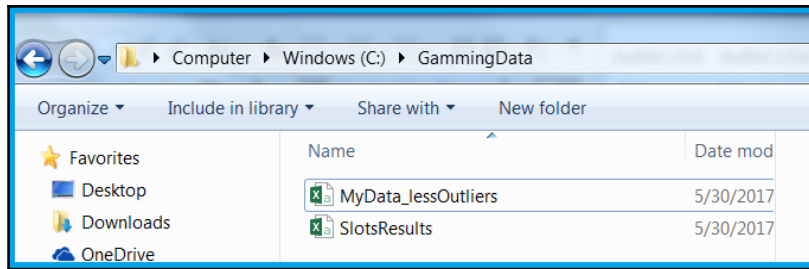 Computer Windows (C:) GammingData
Organize Include in library Share with New folder
Favorites
Desktop
Downloads
OneDrive
Name Date mod
MyData_lessOutliers 5/30/2017
SlotsResults 5/30/2017